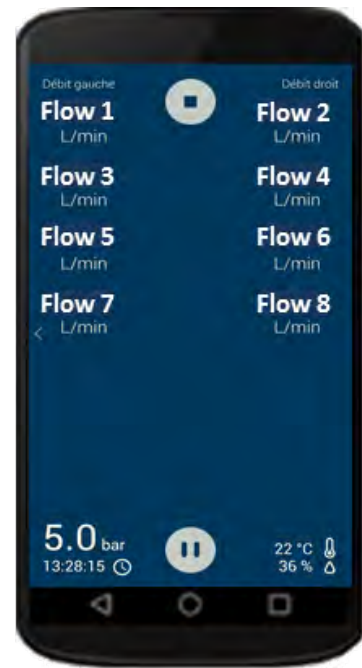 Débit gauche Débit droit
Flow 1 Flow 2
L/min L/min
Flow 3 Flow 4
L/min L/min
Flow 5 Flow 6
L/min L/min
Flow 7 Flow 8
L/min L/min
5.0 bar 22 °C
13:28:15 36 %